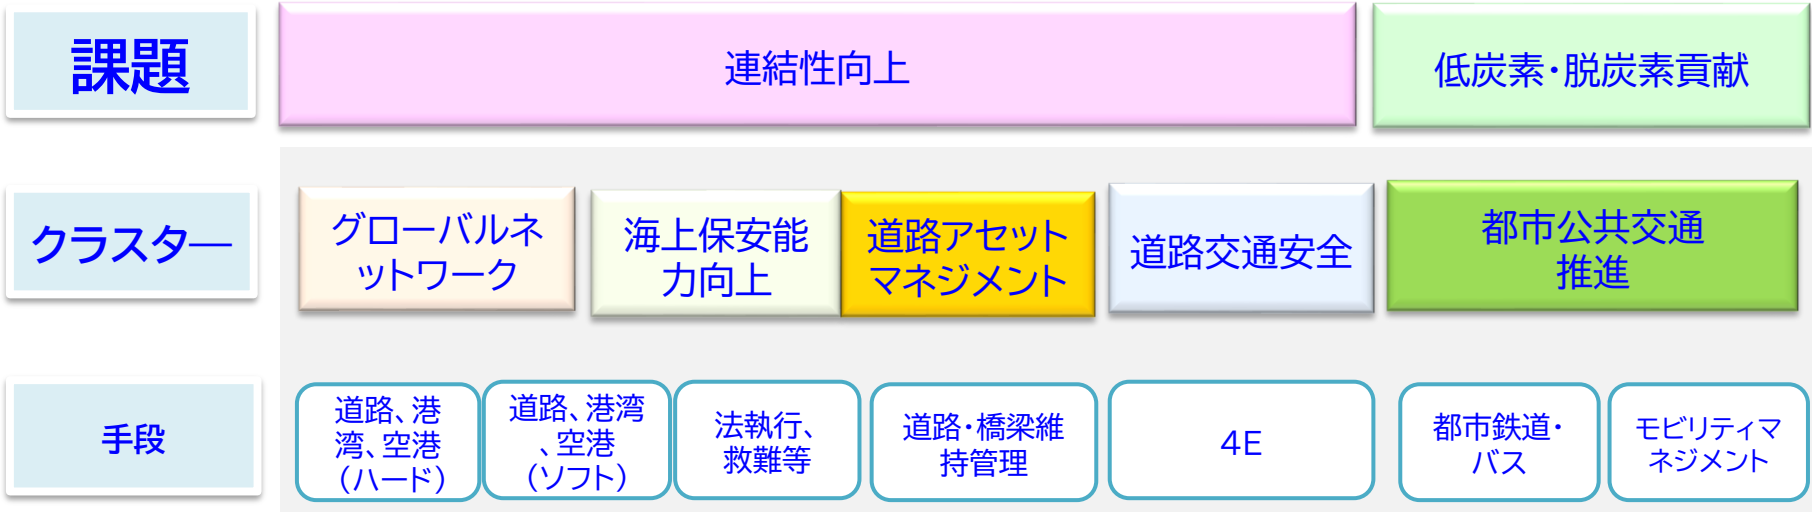 課題
連結性向上
低炭素・脱炭素貢献
クラスター
グローバルネ
ットワーク
海上保安能
力向上
道路アセット
マネジメント
道路交通安全
都市公共交通
推進
手段
道路、港
湾、空港
（ハード）
道路、港湾
、空港
（ソフト）
法執行、
救難等
道路・橋梁維
持管理
4E
都市鉄道・
バス
モビリティマ
ネジメント